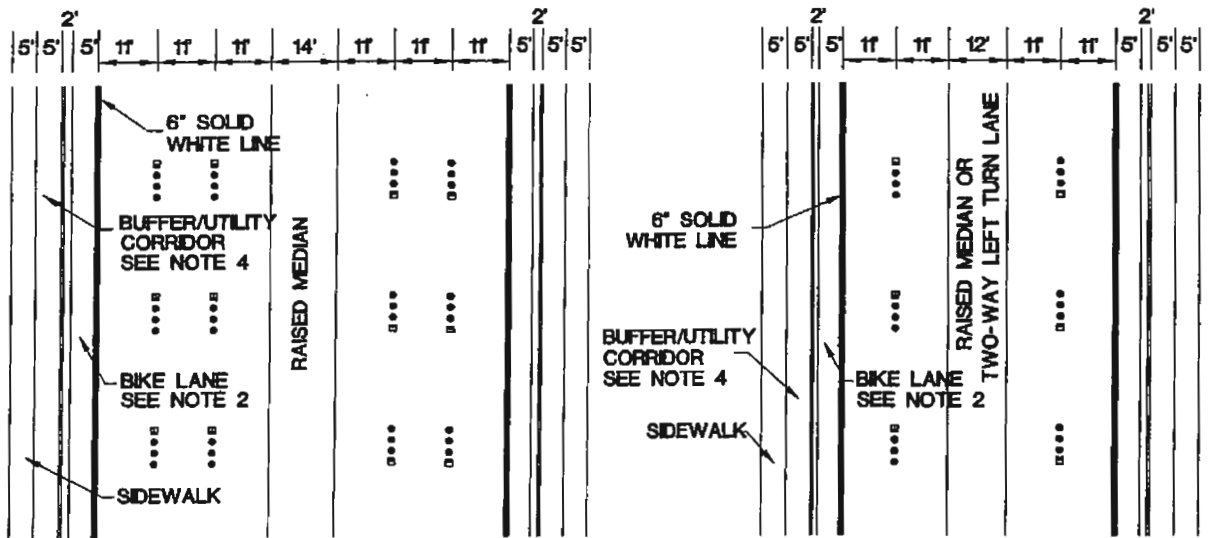 2' 2'
5' 5' 5' 11' 11' 11' 14' 11' 11' 11' 5' 5' 5'
6" SOLID
WHITE LINE
BUFFER/UTILITY
CORRIDOR
SEE NOTE 4
RAISED MEDIAN
BIKE LANE
SEE NOTE 2
SIDEWALK
2' 2'
5' 5' 5' 11' 11' 12' 11' 11' 5' 5' 5'
RAISED MEDIAN OR
TWO-WAY LEFT TURN LANE
6" SOLID
WHITE LINE
BUFFER/UTILITY
CORRIDOR
SEE NOTE 4
BIKE LANE
SEE NOTE 2
SIDEWALK